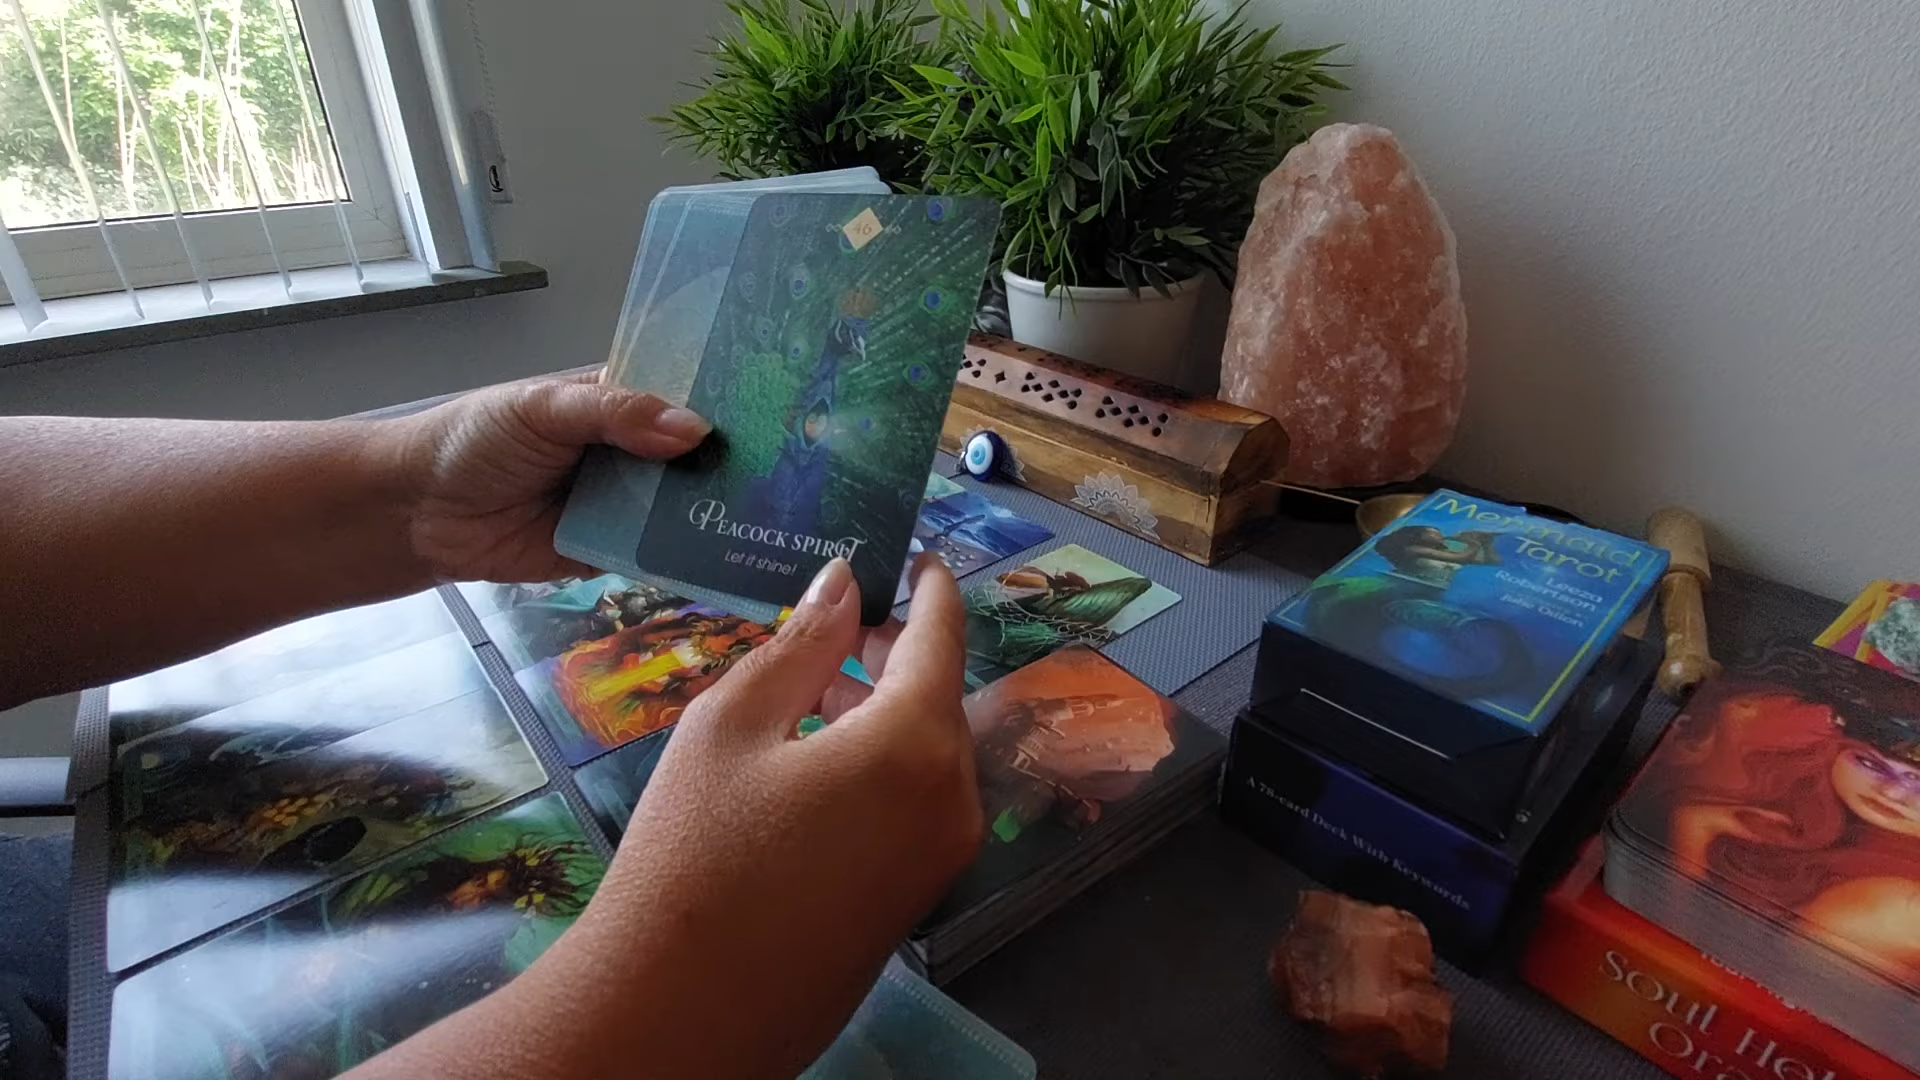 46
PEACOCK SPIRIT
Let it shine!
Mermaid
Tarot
Leeza
Robertson
Julie Dillon
A 78-card Deck With Keywords
Soul